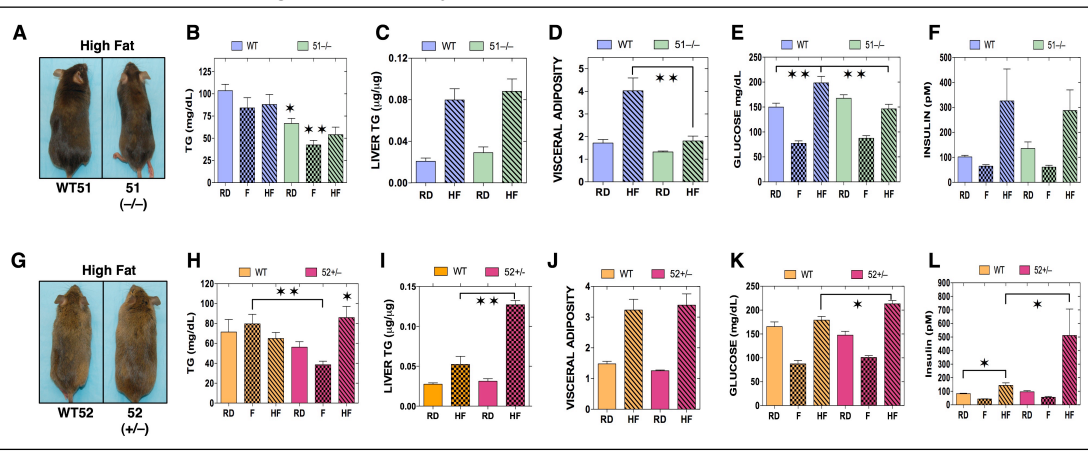 A
High Fat
WT51 51
(–/–)
B
WT 51–/–
TG (mg/dL)
125
100
75
50
25
0
✶
✶ ✶
RD F HF RD F HF
C
WT 51–/–
LIVER TG (µg/µg)
0.12
0.08
0.04
0.00
RD HF RD HF
D
WT 51–/–
VISCERAL ADIPOSITY
5
4
3
2
1
0
✶ ✶
RD HF RD HF
E
WT 51–/–
GLUCOSE mg/dL
250
200
150
100
50
0
✶ ✶ ✶ ✶
RD F HF RD F HF
F
WT 51–/–
INSULIN (pM)
500
400
300
200
100
0
RD F HF RD F HF
G
High Fat
WT52 52
(+/–)
H
WT 52+/–
TG (mg/dL)
120
100
80
60
40
20
0
✶ ✶ ✶
RD F HF RD F HF
I
WT 52+/–
LIVER TG (µg/µg)
0.15
0.10
0.05
0.00
✶ ✶
RD HF RD HF
J
WT 52+/–
VISCERAL ADIPOSITY
4
3
2
1
0
RD HF RD HF
K
WT 52+/–
GLUCOSE (mg/dL)
250
200
150
100
50
0
✶
RD F HF RD F HF
L
WT 52+/–
Insulin (pM)
900
800
700
600
500
400
300
200
100
0
✶
✶
RD F HF RD F HF